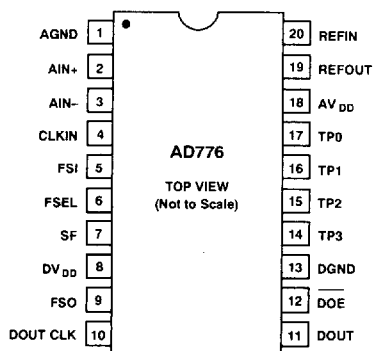 AGND 1
AIN+ 2
AIN– 3
CLKIN 4
FSI 5
FSEL 6
SF 7
DVDD 8
FSO 9
DOUT CLK 10
AD776
TOP VIEW
(Not to Scale)
20 REFIN
19 REFOUT
18 AVDD
17 TP0
16 TP1
15 TP2
14 TP3
13 DGND
12 DOE
11 DOUT